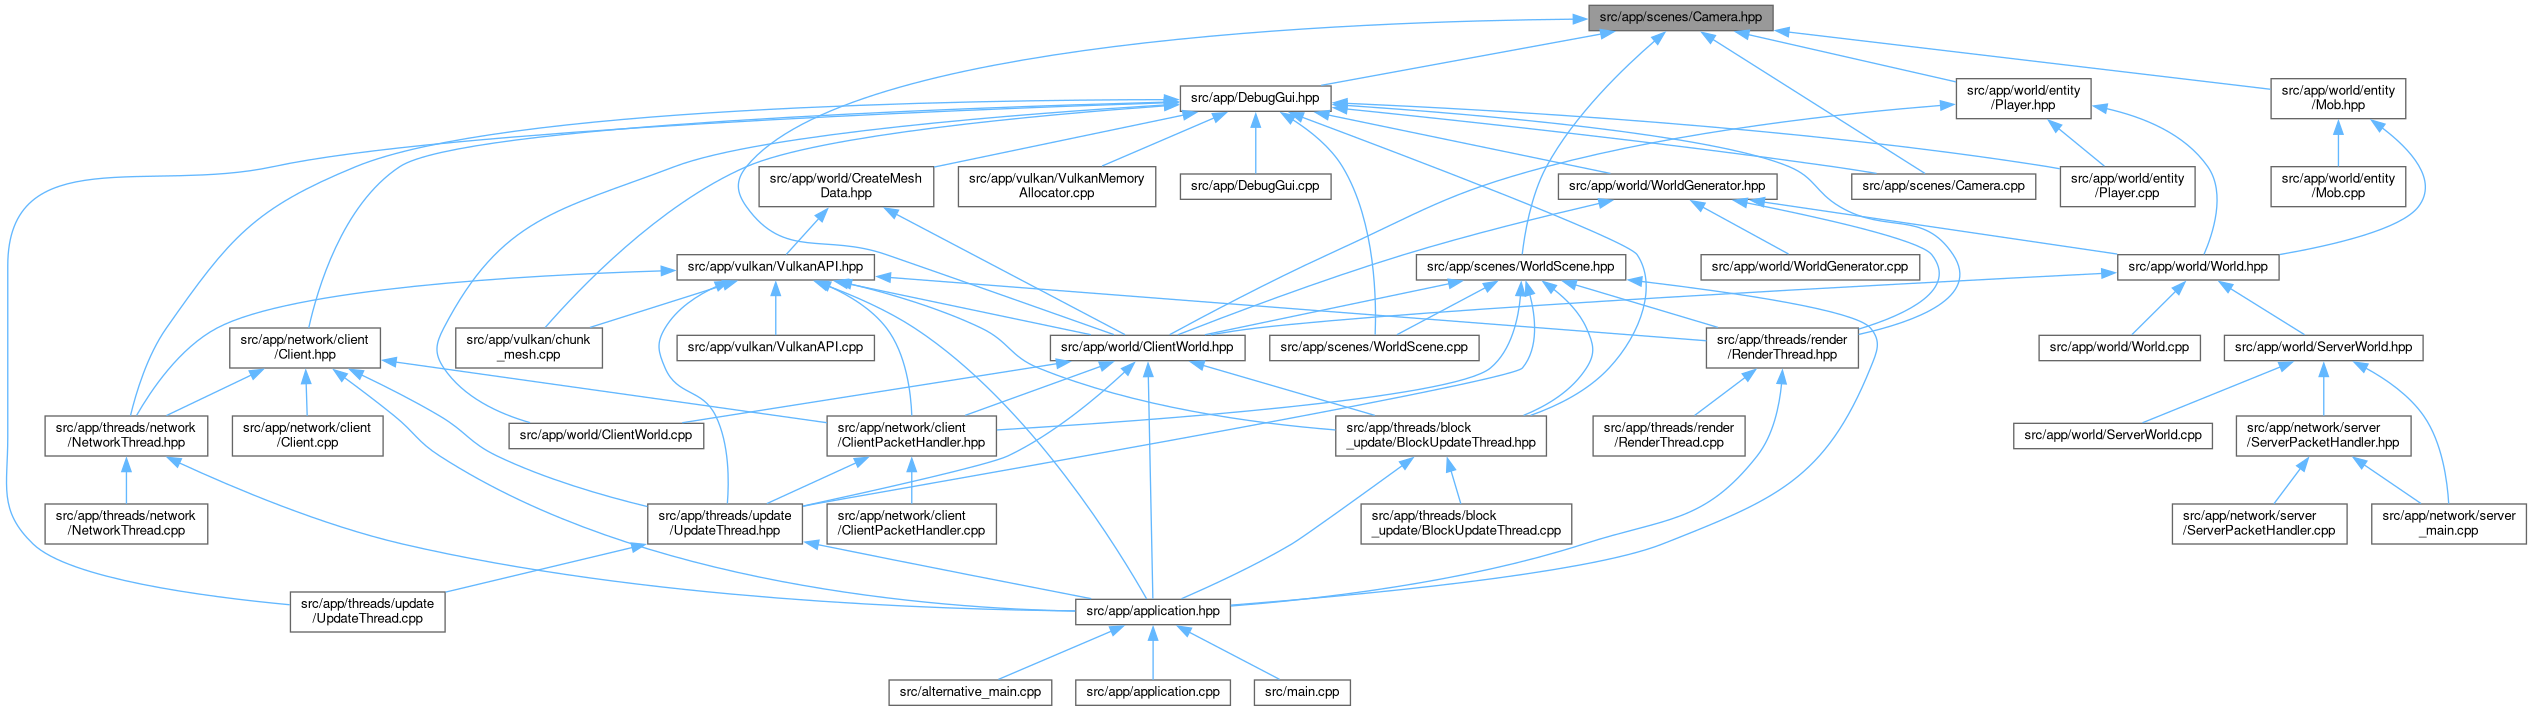 src/app/scenes/Camera.hpp
src/app/DebugGui.hpp
src/app/world/entity
/Player.hpp
src/app/world/entity
/Mob.hpp
src/app/world/CreateMesh
Data.hpp
src/app/vulkan/VulkanMemory
Allocator.cpp
src/app/DebugGui.cpp
src/app/world/WorldGenerator.hpp
src/app/scenes/Camera.cpp
src/app/world/entity
/Player.cpp
src/app/world/entity
/Mob.cpp
src/app/vulkan/VulkanAPI.hpp
src/app/scenes/WorldScene.hpp
src/app/world/WorldGenerator.cpp
src/app/world/World.hpp
src/app/network/client
/Client.hpp
src/app/vulkan/chunk
_mesh.cpp
src/app/vulkan/VulkanAPI.cpp
src/app/world/ClientWorld.hpp
src/app/scenes/WorldScene.cpp
src/app/threads/render
/RenderThread.hpp
src/app/world/World.cpp
src/app/world/ServerWorld.hpp
src/app/threads/network
/NetworkThread.hpp
src/app/network/client
/Client.cpp
src/app/world/ClientWorld.cpp
src/app/network/client
/ClientPacketHandler.hpp
src/app/threads/block
_update/BlockUpdateThread.hpp
src/app/threads/render
/RenderThread.cpp
src/app/world/ServerWorld.cpp
src/app/network/server
/ServerPacketHandler.hpp
src/app/threads/network
/NetworkThread.cpp
src/app/threads/update
/UpdateThread.hpp
src/app/network/client
/ClientPacketHandler.cpp
src/app/threads/block
_update/BlockUpdateThread.cpp
src/app/network/server
/ServerPacketHandler.cpp
src/app/network/server
_main.cpp
src/app/threads/update
/UpdateThread.cpp
src/app/application.hpp
src/alternative_main.cpp
src/app/application.cpp
src/main.cpp